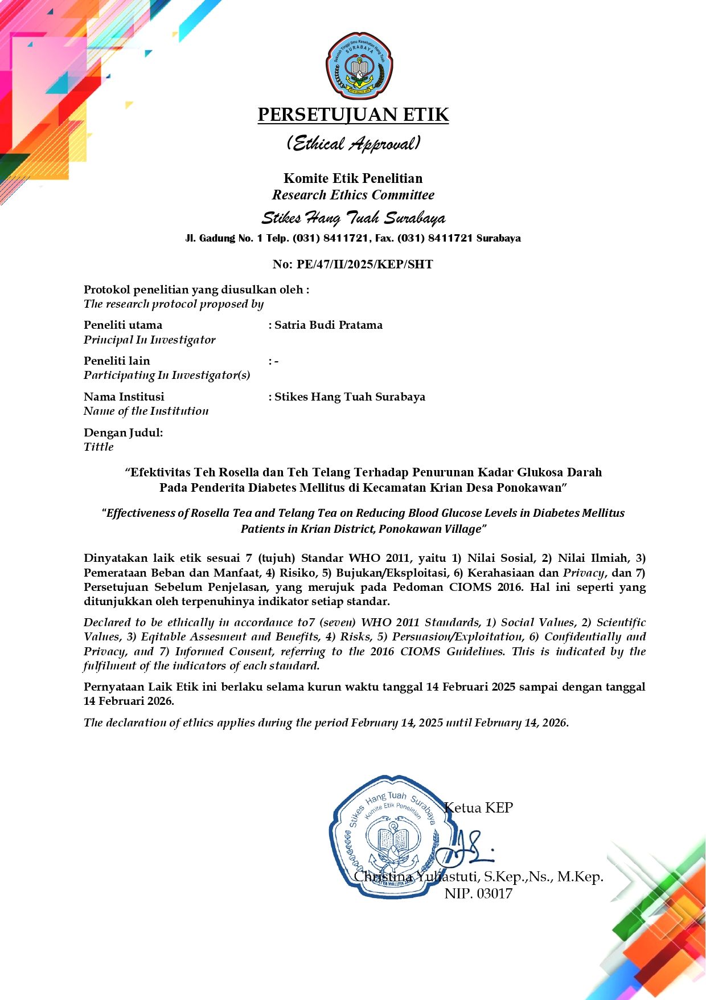 Sekolah Tinggi Ilmu Kesehatan Hang Tuah
SURABAYA
PERSETUJUAN ETIK
(Ethical Approval)
Komite Etik Penelitian
Research Ethics Committee
Stikes Hang Tuah Surabaya
Jl. Gadung No. 1 Telp. (031) 8411721, Fax. (031) 8411721 Surabaya
No: PE/47/II/2025/KEP/SHT
Protokol penelitian yang diusulkan oleh :
The research protocol proposed by
Peneliti utama : Satria Budi Pratama
Principal In Investigator
Peneliti lain : -
Participating In Investigator(s)
Nama Institusi : Stikes Hang Tuah Surabaya
Name of the Institution
Dengan Judul:
Tittle
“Efektivitas Teh Rosella dan Teh Telang Terhadap Penurunan Kadar Glukosa Darah
Pada Penderita Diabetes Mellitus di Kecamatan Krian Desa Ponokawan”
“Effectiveness of Rosella Tea and Telang Tea on Reducing Blood Glucose Levels in Diabetes Mellitus
Patients in Krian District, Ponokawan Village”
Dinyatakan laik etik sesuai 7 (tujuh) Standar WHO 2011, yaitu 1) Nilai Sosial, 2) Nilai Ilmiah, 3)
Pemerataan Beban dan Manfaat, 4) Risiko, 5) Bujukan/Eksploitasi, 6) Kerahasiaan dan Privacy, dan 7)
Persetujuan Sebelum Penjelasan, yang merujuk pada Pedoman CIOMS 2016. Hal ini seperti yang
ditunjukkan oleh terpenuhinya indikator setiap standar.
Declared to be ethically in accordance to7 (seven) WHO 2011 Standards, 1) Social Values, 2) Scientific
Values, 3) Eqitable Assesment and Benefits, 4) Risks, 5) Persuasion/Exploitation, 6) Confidentially and
Privacy, and 7) Informed Consent, referring to the 2016 CIOMS Guidelines. This is indicated by the
fulfilment of the indicators of each standard.
Pernyataan Laik Etik ini berlaku selama kurun waktu tanggal 14 Februari 2025 sampai dengan tanggal
14 Februari 2026.
The declaration of ethics applies during the period February 14, 2025 until February 14, 2026.
Stikes Hang Tuah Surabaya
Komite Etik Penelitian
SATYA WALUYA JATI
Ketua KEP
Christina Yuliastuti, S.Kep.,Ns., M.Kep.
NIP. 03017